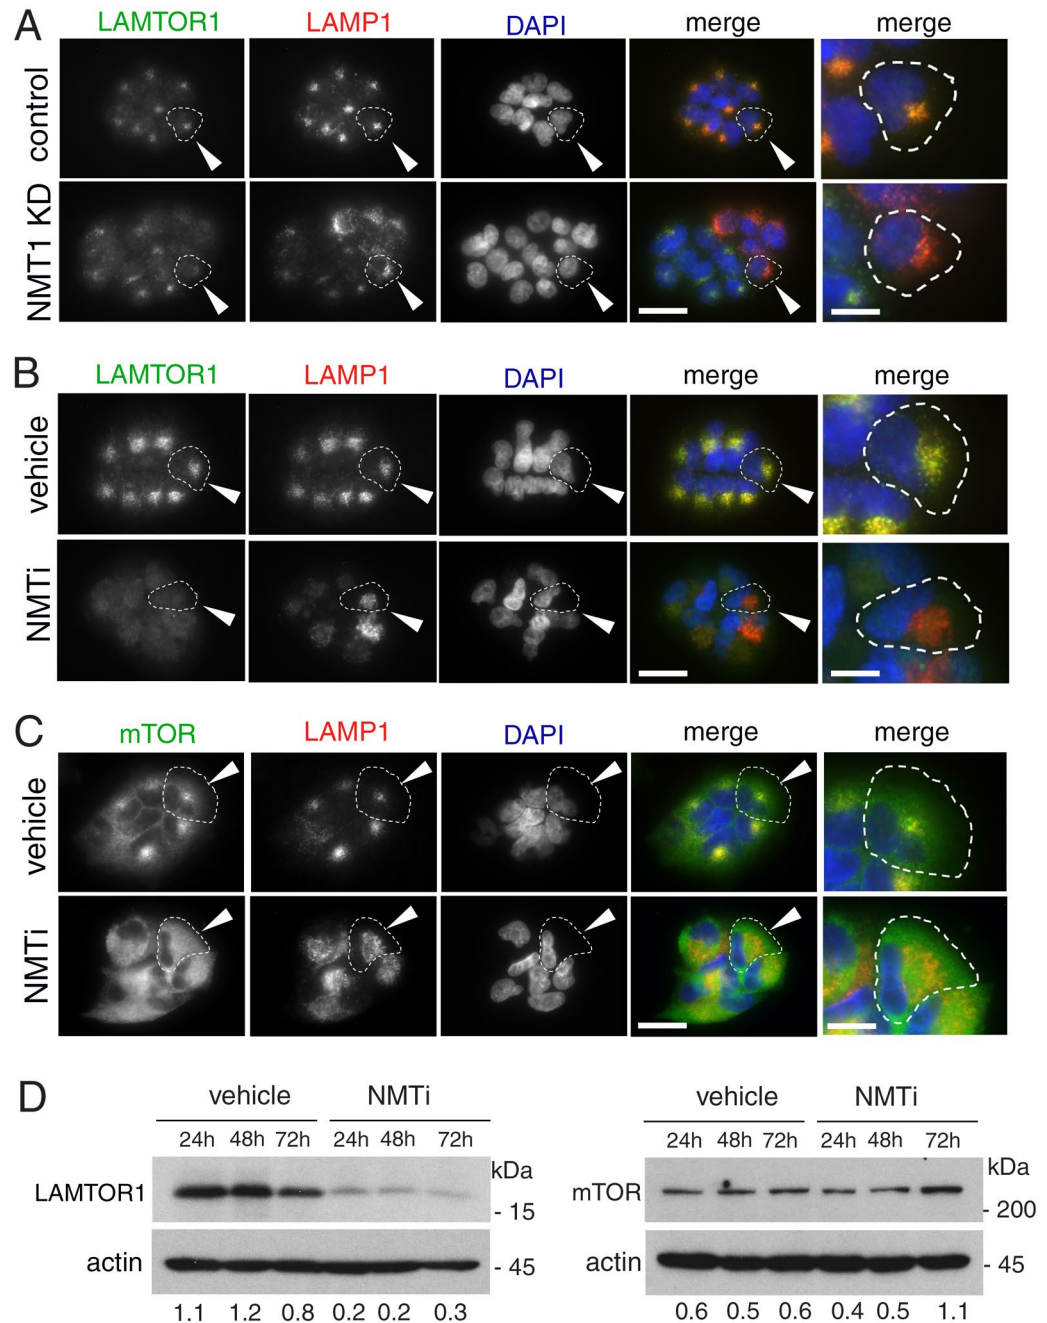 A
LAMTOR1 LAMP1 DAPI merge merge
control
NMT1 KD
B
LAMTOR1 LAMP1 DAPI merge merge
vehicle
NMTi
C
mTOR LAMP1 DAPI merge merge
vehicle
NMTi
D
vehicle NMTi
24h 48h 72h 24h 48h 72h
kDa
LAMTOR1
- 15
actin
- 45
1.1 1.2 0.8 0.2 0.2 0.3
vehicle NMTi
24h 48h 72h 24h 48h 72h
kDa
mTOR
- 200
actin
- 45
0.6 0.5 0.6 0.4 0.5 1.1